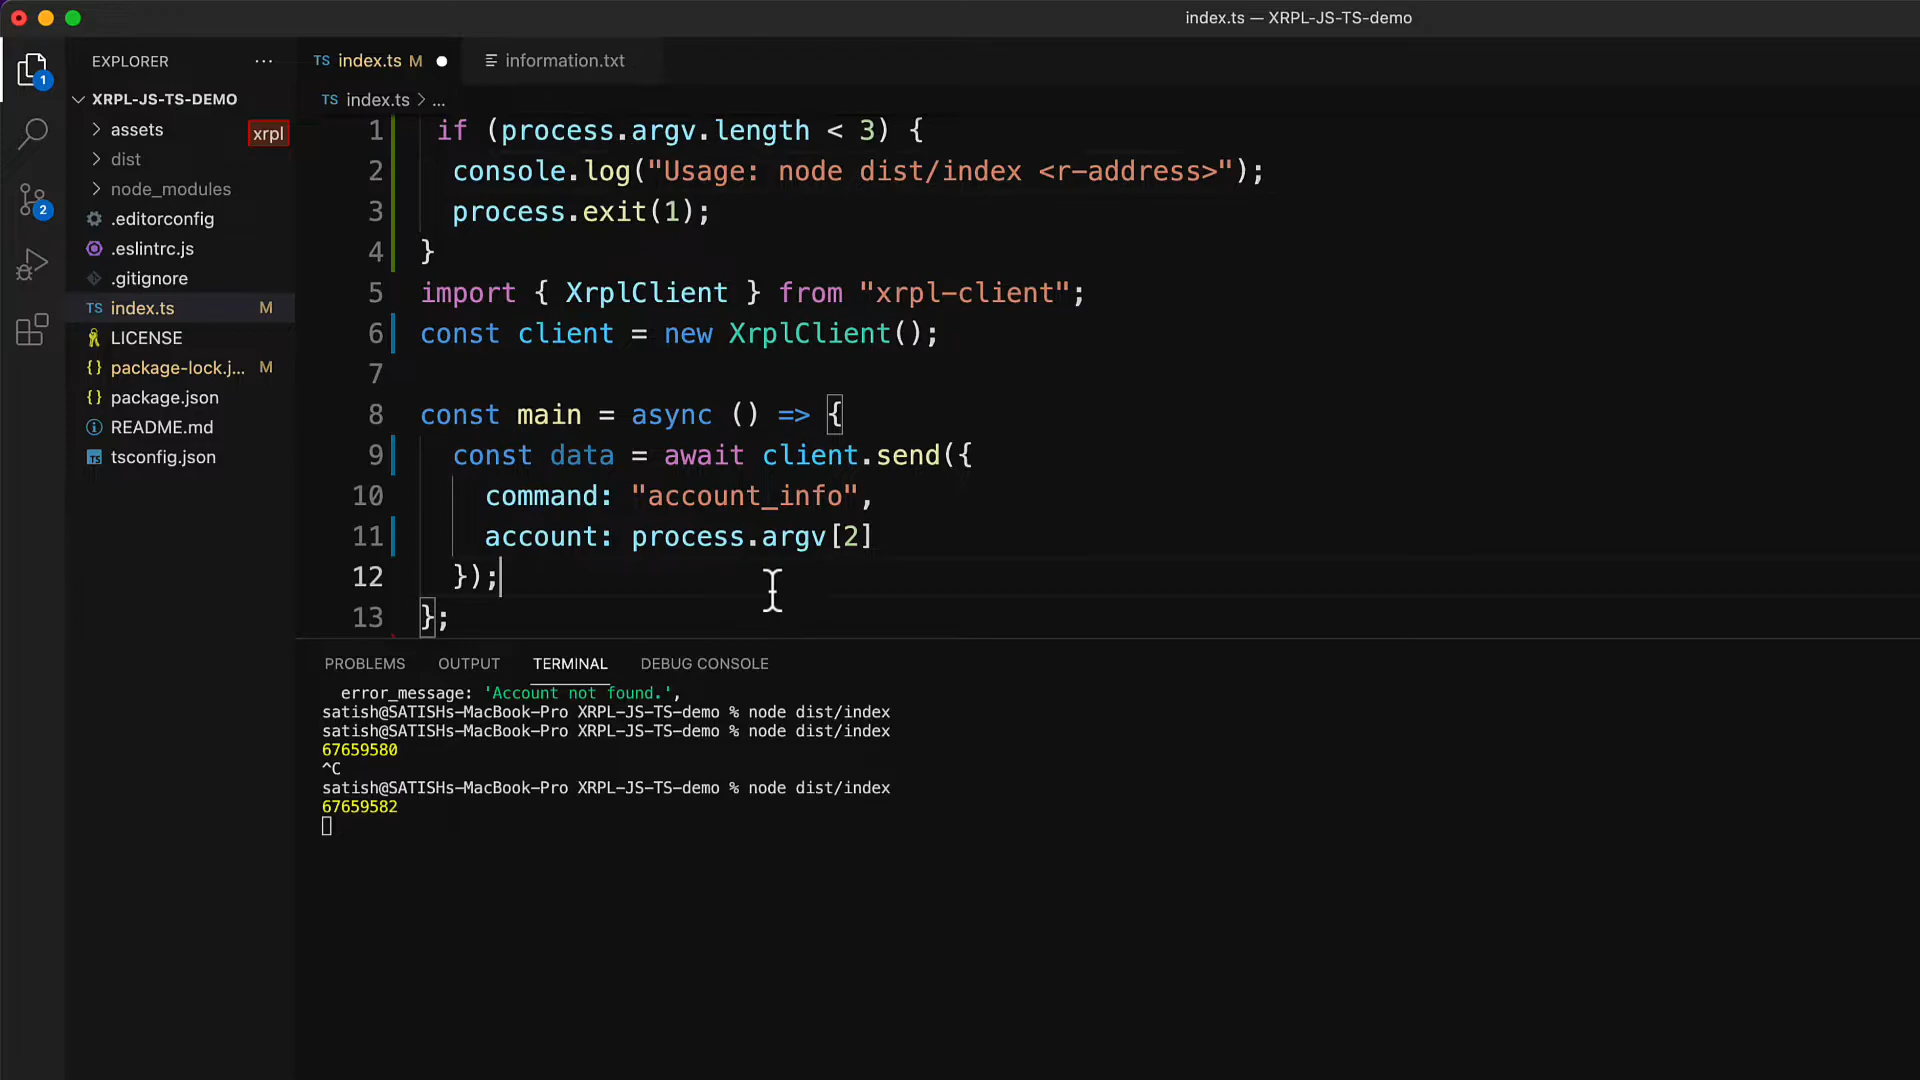 index.ts — XRPL-JS-TS-demo
EXPLORER
TS index.ts M
information.txt
XRPL-JS-TS-DEMO
TS index.ts > ...
assets
xrpl
dist
node_modules
.editorconfig
.eslintrc.js
.gitignore
TS index.ts M
LICENSE
{} package-lock.j... M
{} package.json
README.md
tsconfig.json
1
2
1 if (process.argv.length < 3) {
2 console.log("Usage: node dist/index <r-address>");
3 process.exit(1);
4 }
5 import { XrplClient } from "xrpl-client";
6 const client = new XrplClient();
7
8 const main = async () => {
9 const data = await client.send({
10 command: "account_info",
11 account: process.argv[2]
12 });
13 };
PROBLEMS OUTPUT TERMINAL DEBUG CONSOLE
error_message: 'Account not found.',
satish@SATISHs-MacBook-Pro XRPL-JS-TS-demo % node dist/index
satish@SATISHs-MacBook-Pro XRPL-JS-TS-demo % node dist/index
67659580
^C
satish@SATISHs-MacBook-Pro XRPL-JS-TS-demo % node dist/index
67659582